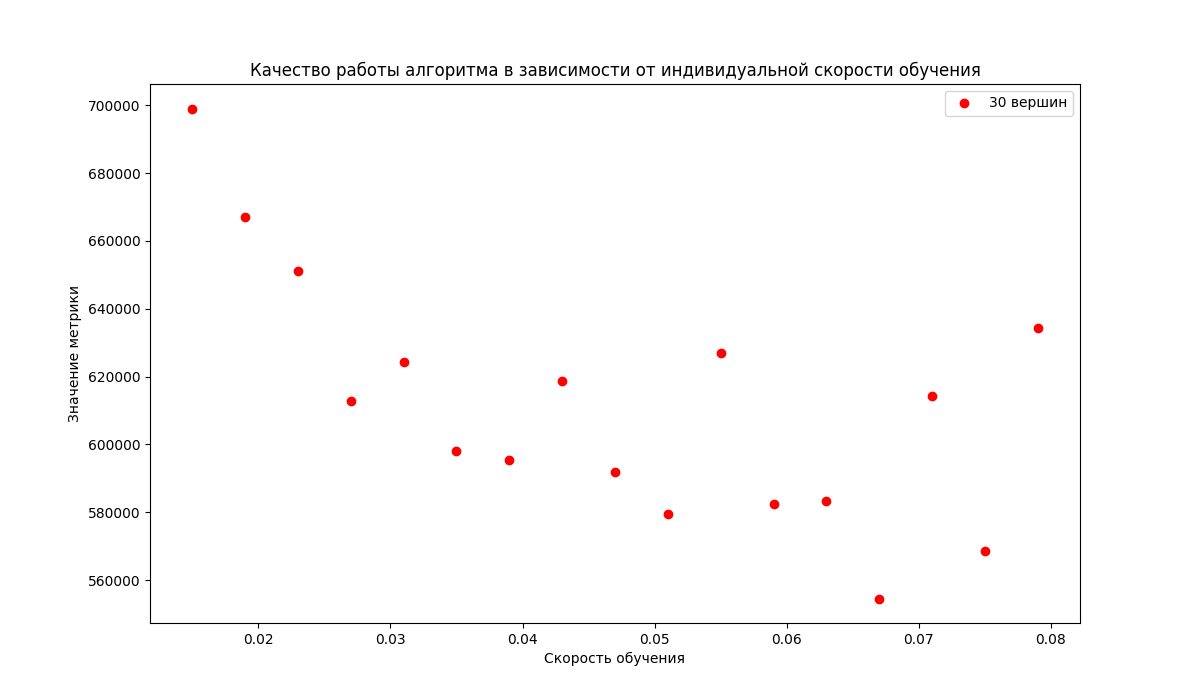 Качество работы алгоритма в зависимости от индивидуальной скорости обучения
30 вершин
700000
680000
660000
640000
620000
600000
580000
560000
Значение метрики
0.02 0.03 0.04 0.05 0.06 0.07 0.08
Скорость обучения